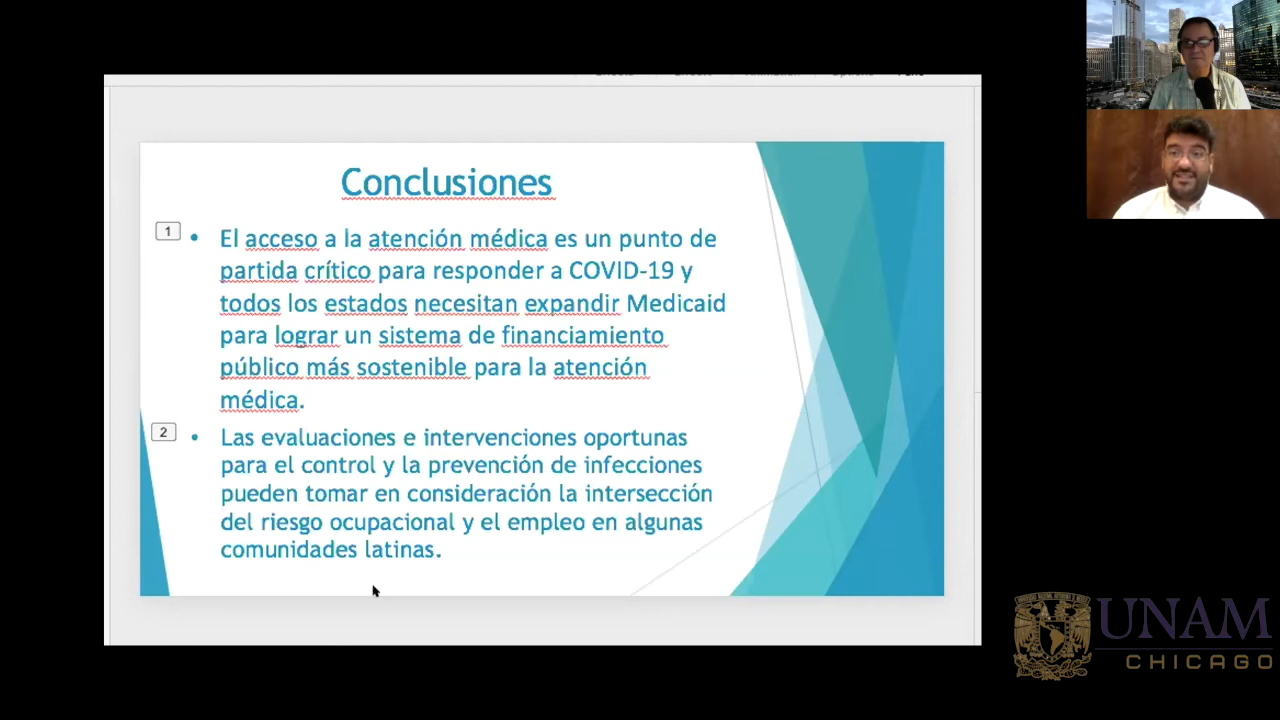 Conclusiones
1
• El acceso a la atención médica es un punto de
partida crítico para responder a COVID-19 y
todos los estados necesitan expandir Medicaid
para lograr un sistema de financiamiento
público más sostenible para la atención
médica.
2
• Las evaluaciones e intervenciones oportunas
para el control y la prevención de infecciones
pueden tomar en consideración la intersección
del riesgo ocupacional y el empleo en algunas
comunidades latinas.
UNAM
CHICAGO